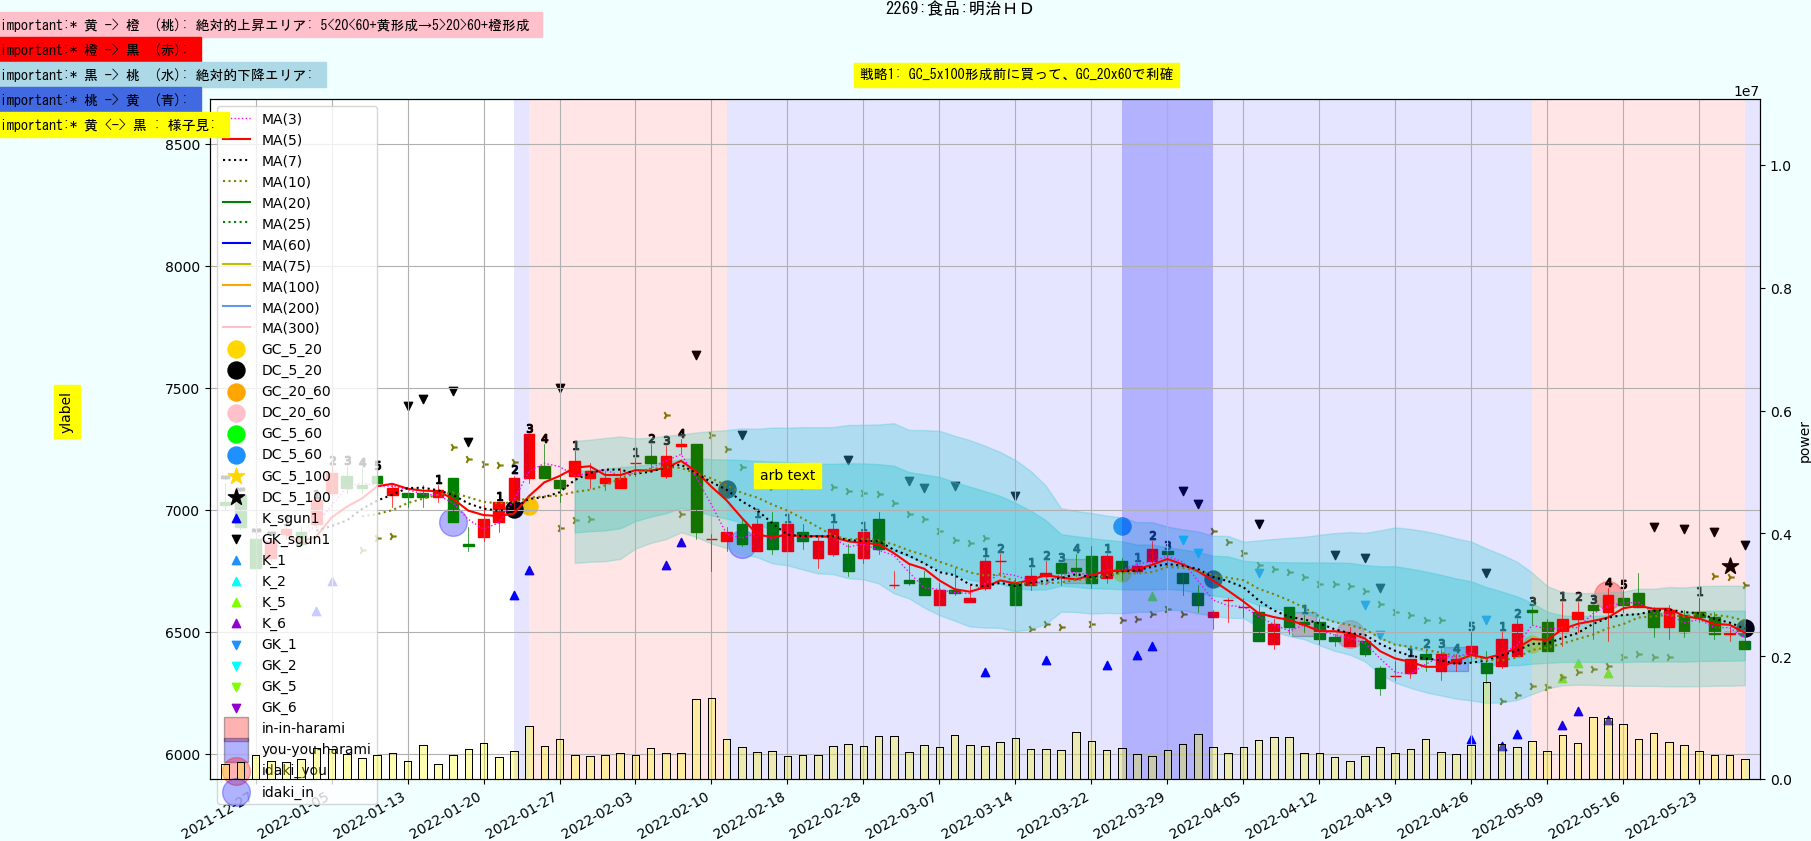 2269:食品:明治ＨＤ
important:* 黄 -> 橙 (桃): 絶対的上昇エリア: 5<20<60+黄形成→5>20>60+橙形成
important:* 橙 -> 黒 (赤):
important:* 黒 -> 桃 (水): 絶対的下降エリア:
戦略1: GC_5x100形成前に買って、GC_20x60で利確
important:* 桃 -> 黄 (青):
important:* 黄 <-> 黒 : 様子見:
1e7
MA(3)
MA(5)
MA(7)
MA(10)
MA(20)
MA(25)
MA(60)
MA(75)
MA(100)
MA(200)
MA(300)
GC_5_20
DC_5_20
GC_20_60
DC_20_60
GC_5_60
DC_5_60
GC_5_100
DC_5_100
K_sgun1
GK_sgun1
K_1
K_2
K_5
K_6
GK_1
GK_2
GK_5
GK_6
in-in-harami
you-you-harami
idaki_you
idaki_in
8500
8000
7500
7000
6500
6000
ylabel
arb text
1.0
0.8
0.6
0.4
0.2
0.0
power
2021-12-27
2022-01-05
2022-01-13
2022-01-20
2022-01-27
2022-02-03
2022-02-10
2022-02-18
2022-02-28
2022-03-07
2022-03-14
2022-03-22
2022-03-29
2022-04-05
2022-04-12
2022-04-19
2022-04-26
2022-05-09
2022-05-16
2022-05-23